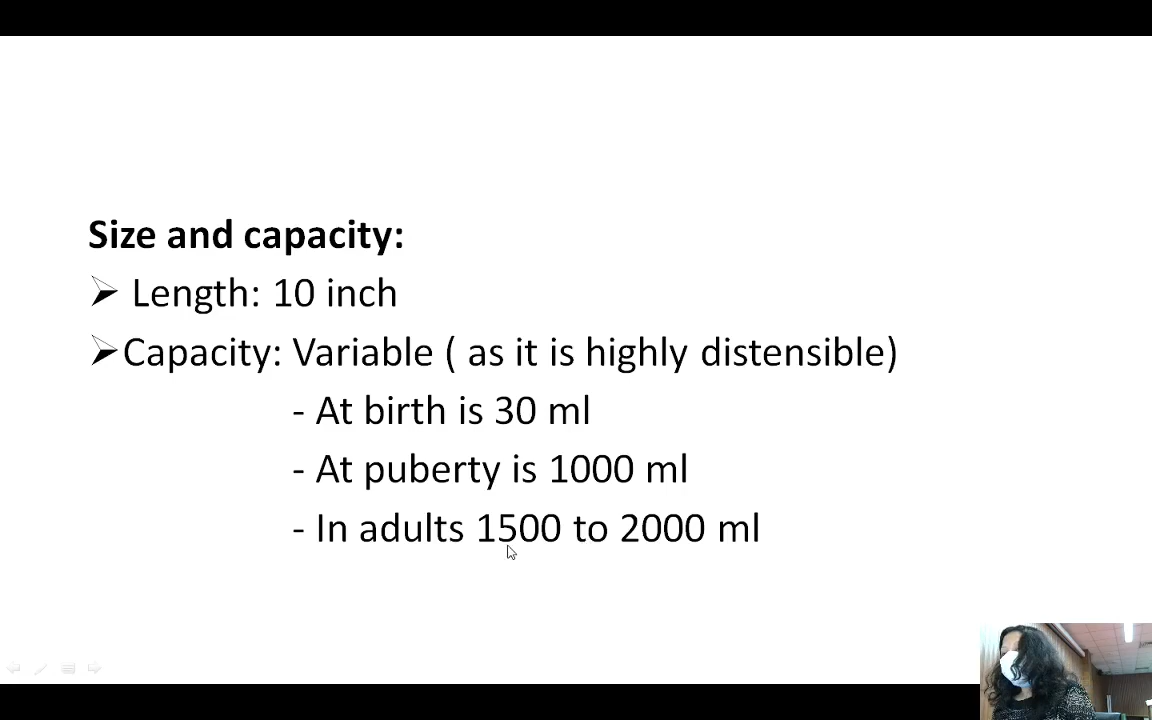 Size and capacity:
➢ Length: 10 inch
➢Capacity: Variable ( as it is highly distensible)
- At birth is 30 ml
- At puberty is 1000 ml
- In adults 1500 to 2000 ml